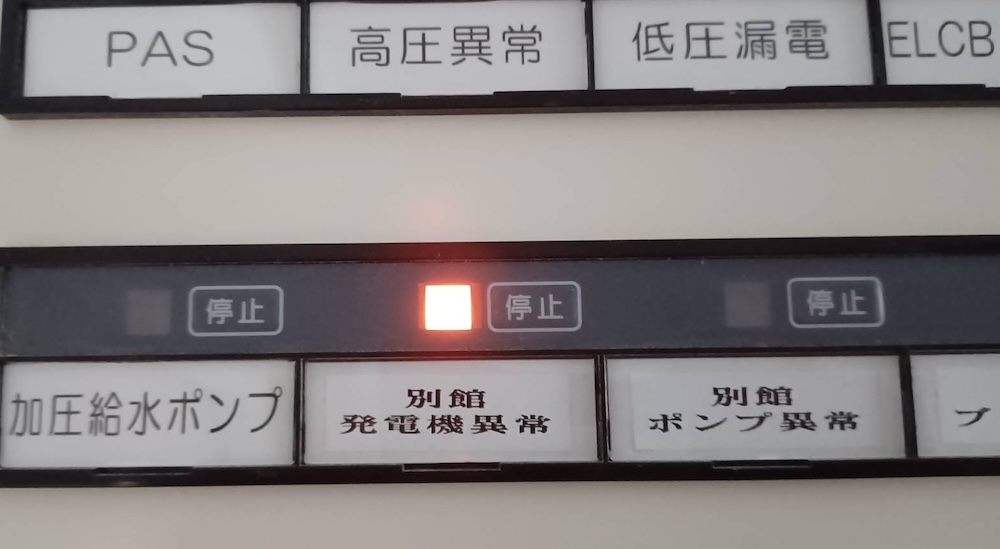 PAS
高圧異常
低圧漏電
ELCB
停止
停止
停止
加圧給水ポンプ
別館
発電機異常
別館
ポンプ異常
ブ